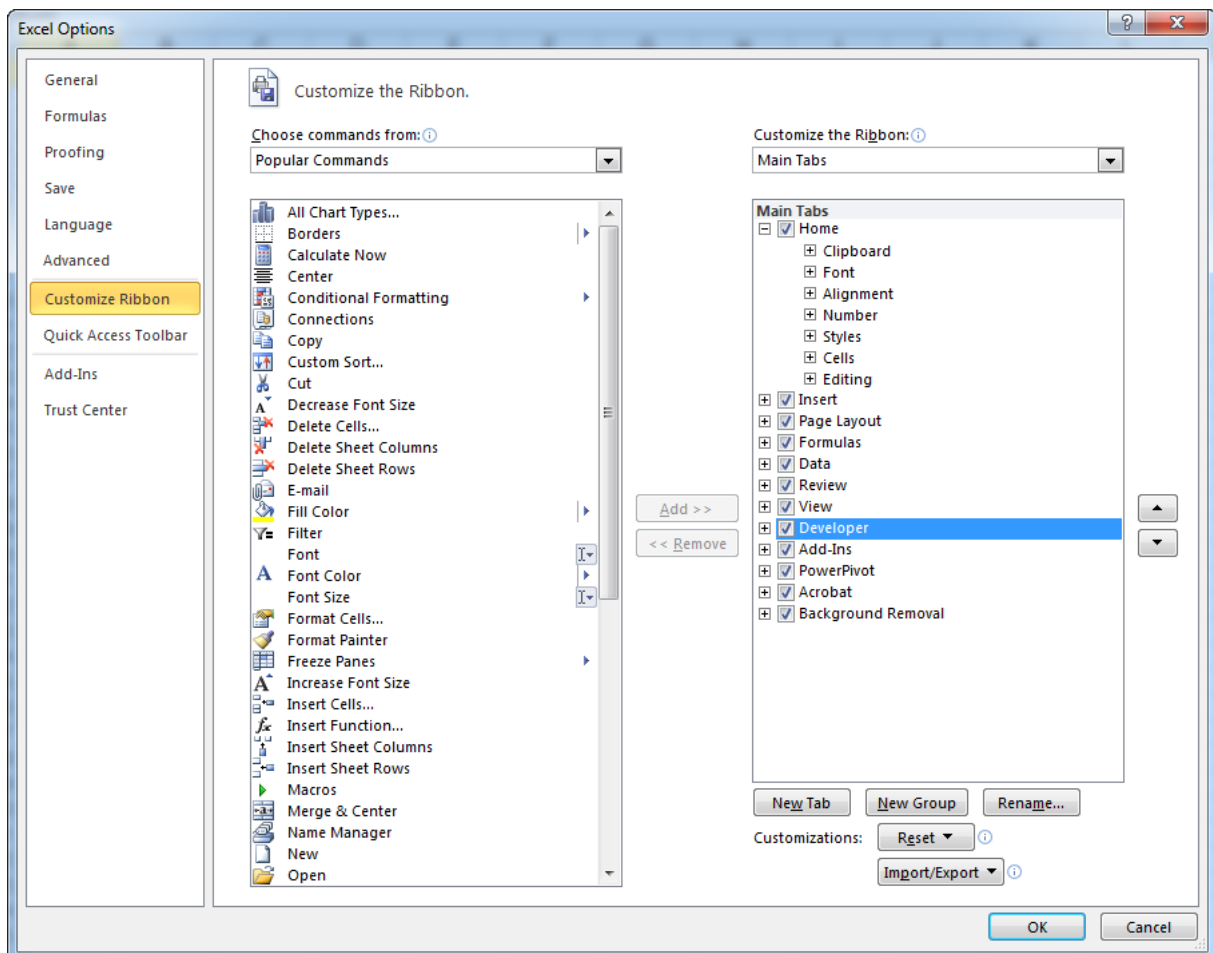 Excel Options
General
Formulas
Proofing
Save
Language
Advanced
Customize Ribbon
Quick Access Toolbar
Add-Ins
Trust Center
Customize the Ribbon.
Choose commands from:
Popular Commands
All Chart Types...
Borders
Calculate Now
Center
Conditional Formatting
Connections
Copy
Custom Sort...
Cut
Decrease Font Size
Delete Cells...
Delete Sheet Columns
Delete Sheet Rows
E-mail
Fill Color
Filter
Font
Font Color
Font Size
Format Cells...
Format Painter
Freeze Panes
Increase Font Size
Insert Cells...
Insert Function...
Insert Sheet Columns
Insert Sheet Rows
Macros
Merge & Center
Name Manager
New
Open
Add >>
<< Remove
Customize the Ribbon:
Main Tabs
Main Tabs
Home
Clipboard
Font
Alignment
Number
Styles
Cells
Editing
Insert
Page Layout
Formulas
Data
Review
View
Developer
Add-Ins
PowerPivot
Acrobat
Background Removal
New Tab New Group Rename...
Customizations: Reset
Import/Export
OK Cancel